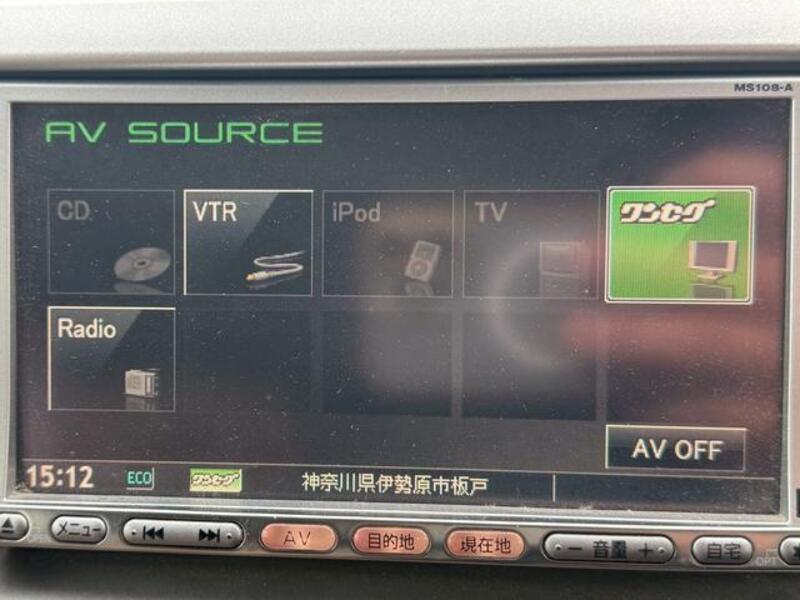 MS108-A
AV SOURCE
CD VTR iPod TV ワンセグ
Radio
AV OFF
15:12 ECO ワンセグ 神奈川県伊勢原市板戸
メニュー AV 目的地 現在地 － 音量 ＋ 自宅
OPT